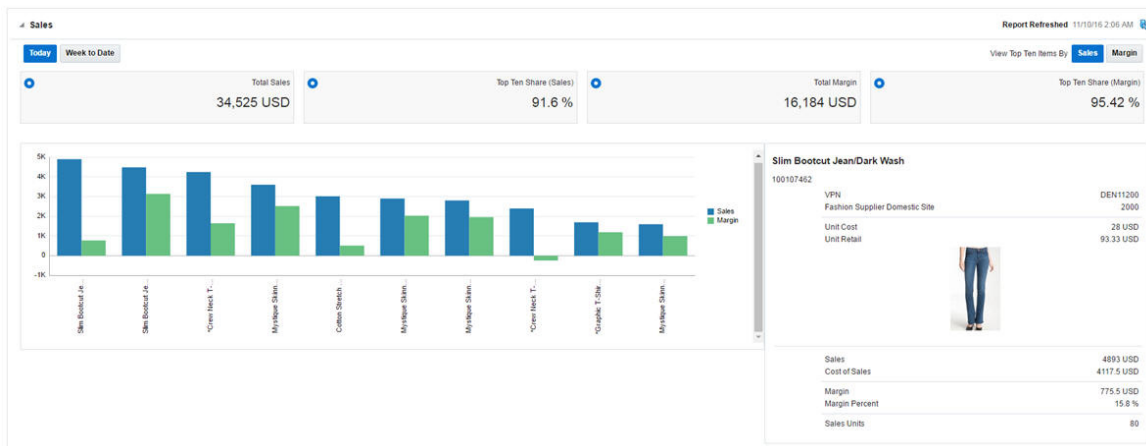 Sales
Report Refreshed 11/10/16 2:06 AM
Today Week to Date
View Top Ten Items By Sales Margin
Total Sales
34,525 USD
Top Ten Share (Sales)
91.6 %
Total Margin
16,184 USD
Top Ten Share (Margin)
95.42 %
5K
4K
3K
2K
1K
0
-1K
Slim Bootcut Je...
Slim Bootcut Je...
*Crew Neck T-...
Mystique Skinn...
Cotton Stretch ...
Mystique Skinn...
Mystique Skinn...
*Crew Neck T-...
*Graphic T-Shir...
Mystique Skinn...
Sales
Margin
Slim Bootcut Jean/Dark Wash
100107462
VPN DEN11200
Fashion Supplier Domestic Site 2000
Unit Cost 28 USD
Unit Retail 93.33 USD
Sales 4893 USD
Cost of Sales 4117.5 USD
Margin 775.5 USD
Margin Percent 15.8 %
Sales Units 80